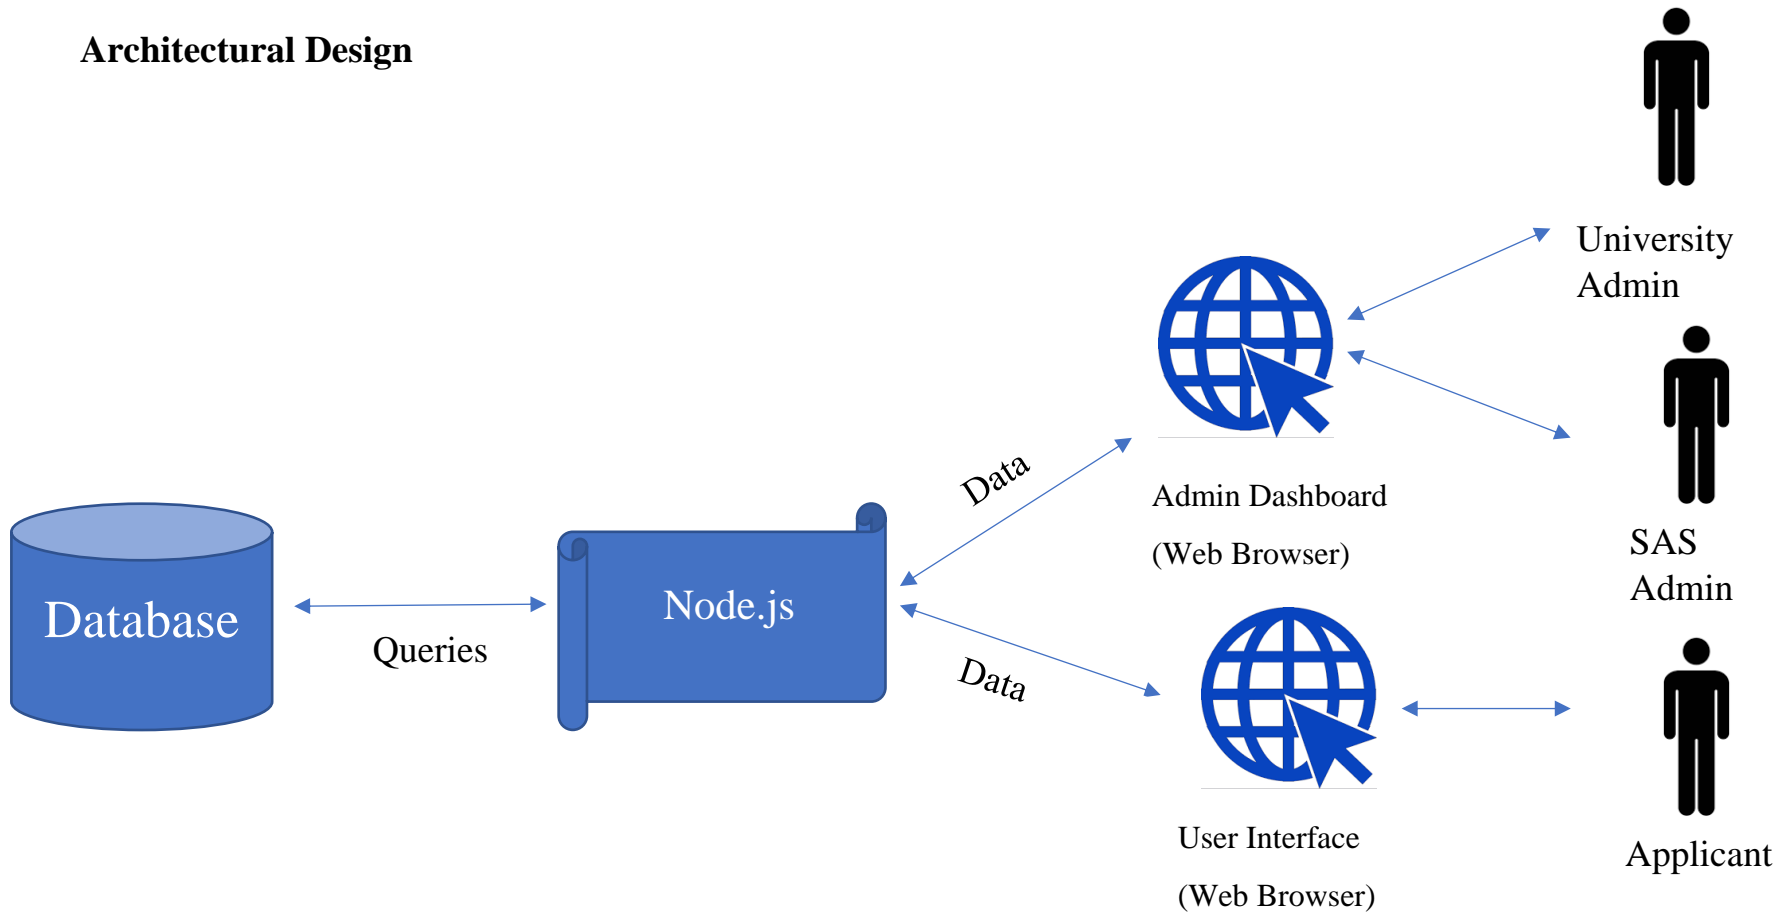 Architectural Design
University
Admin
Data
Admin Dashboard
(Web Browser)
SAS
Admin
Database
Queries
Node.js
Data
User Interface
(Web Browser)
Applicant